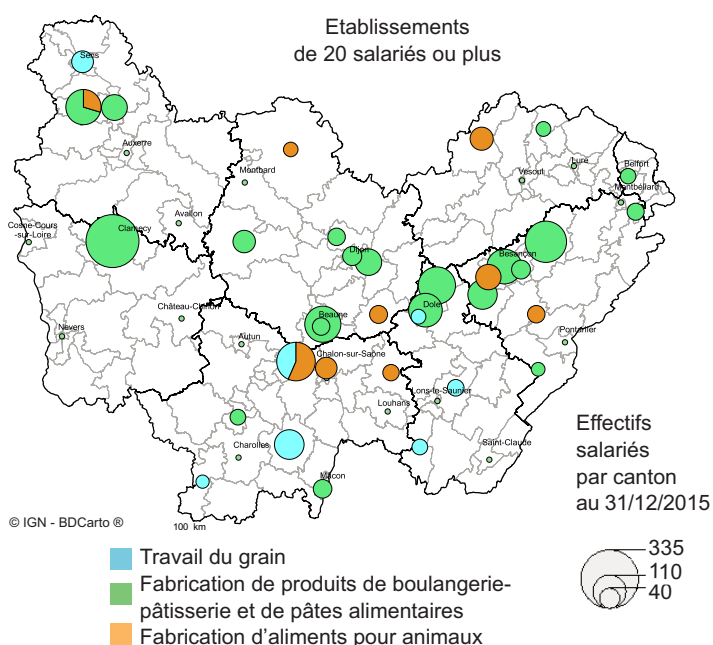 Etablissements
de 20 salariés ou plus
Sens
Auxerre
Montbard
Vesoul
Lure
Belfort
Montbéliard
Avallon
Cosne-Cours
-sur-Loire
Clamecy
Dijon
Besançon
Château-Chinon
Nevers
Beaune
Dole
Pontarlier
Autun
Chalon-sur-Saône
Lons-le-Saunier
Louhans
Charolles
Saint-Claude
Mâcon
Effectifs
salariés
par canton
au 31/12/2015
© IGN - BDCarto ®
100 km
335
110
40
Travail du grain
Fabrication de produits de boulangerie-
pâtisserie et de pâtes alimentaires
Fabrication d'aliments pour animaux